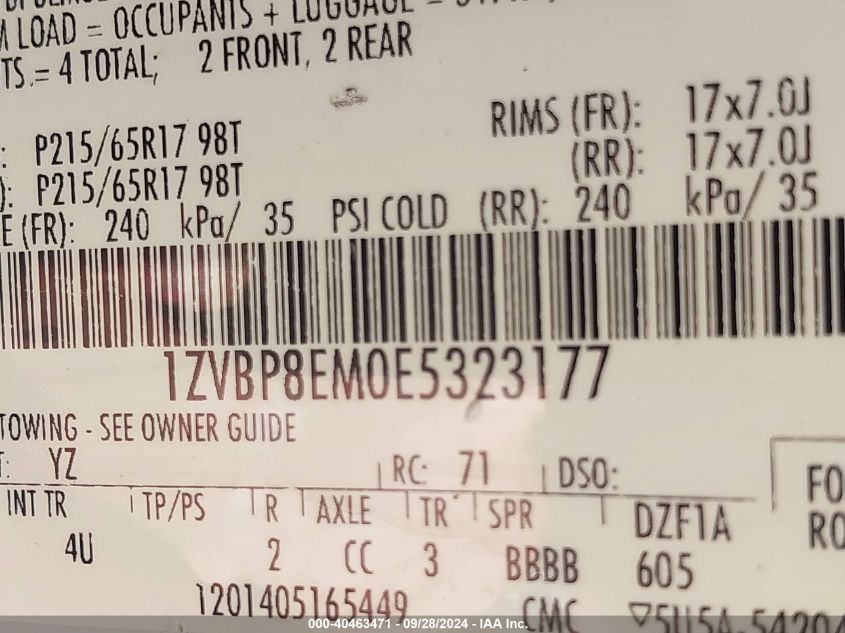 M LOAD = OCCUPANTS + LUGGAGE =
TS.= 4 TOTAL; 2 FRONT, 2 REAR
RIMS (FR): 17x7.0J
: P215/65R17 98T (RR): 17x7.0J
): P215/65R17 98T
E (FR): 240 kPa/ 35 PSI COLD (RR): 240 kPa/ 35
1ZVBP8EM0E5323177
TOWING - SEE OWNER GUIDE
T: YZ RC: 71 DSO:
INT TR TP/PS R AXLE TR SPR DZF1A FO
4U 2 CC 3 BBBB 605 RO
1201405165449 CMC ▽5U5A-54204
000-40463471 - 09/28/2024 - IAA Inc.